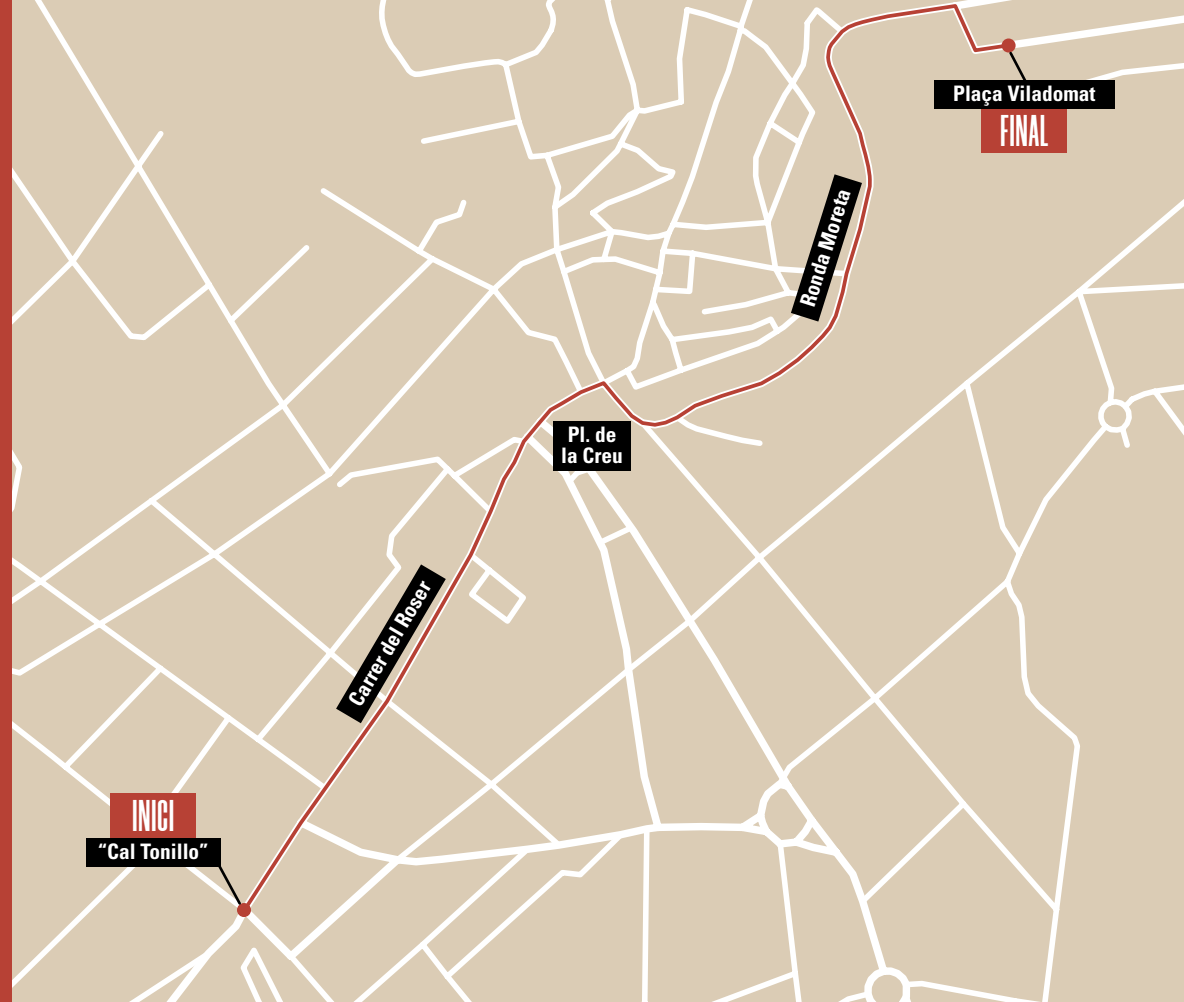 Plaça Viladomat
FINAL
Ronda Moreta
Pl. de
la Creu
Carrer del Roser
INICI
“Cal Tonillo”